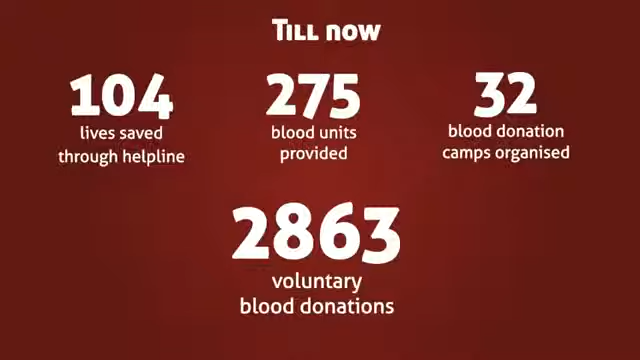 Till now
104 275 32
lives saved
through helpline
blood units
provided
blood donation
camps organised
2863
voluntary
blood donations